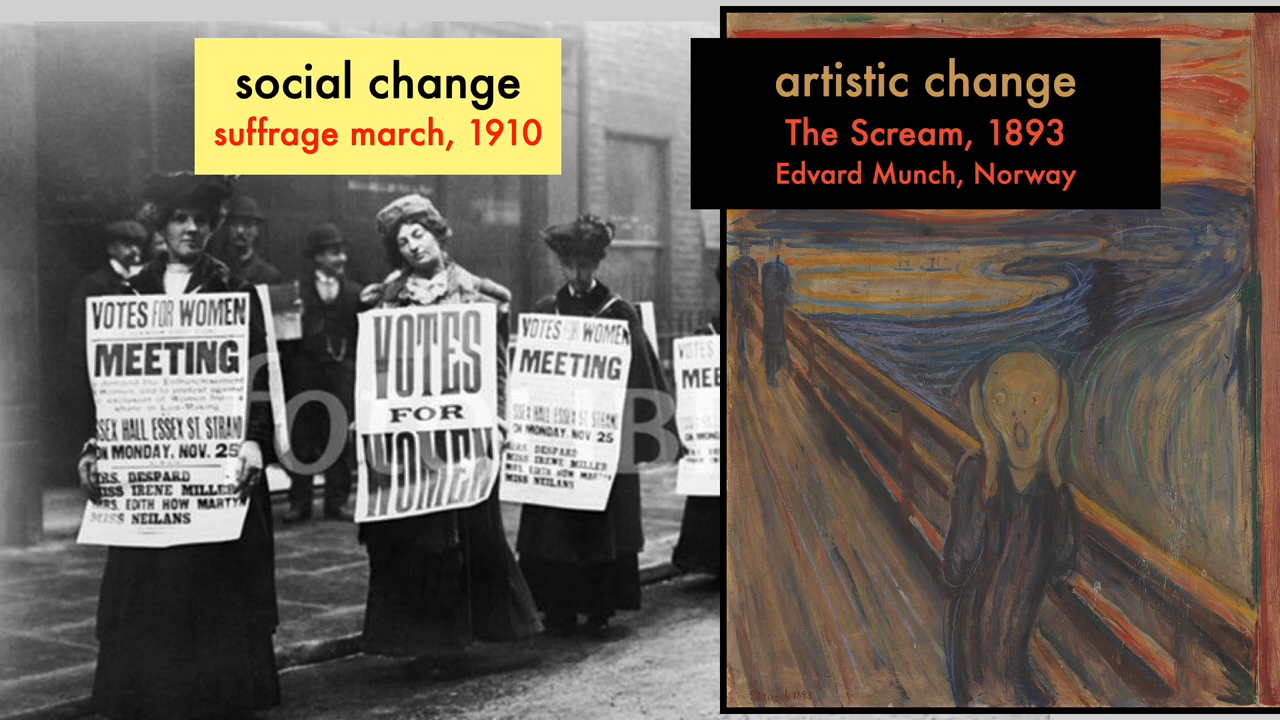 social change
suffrage march, 1910
artistic change
The Scream, 1893
Edvard Munch, Norway
VOTES FOR WOMEN
MEETING
ESSEX HALL ESSEX ST. STRAND
ON MONDAY. NOV. 25
MRS. DESPARD
MISS IRENE MILLER
MRS. EDITH HOW MARTYN
MISS NEILANS
VOTES
FOR
WOMEN
VOTES FOR WOMEN
MEETING
ESSEX HALL, ESSEX ST. STRAND
ON MONDAY. NOV 25
MRS. DESPARD
MISS IRENE MILLER
MRS. EDITH HOW MARTYN
MISS NEILANS
VOTES